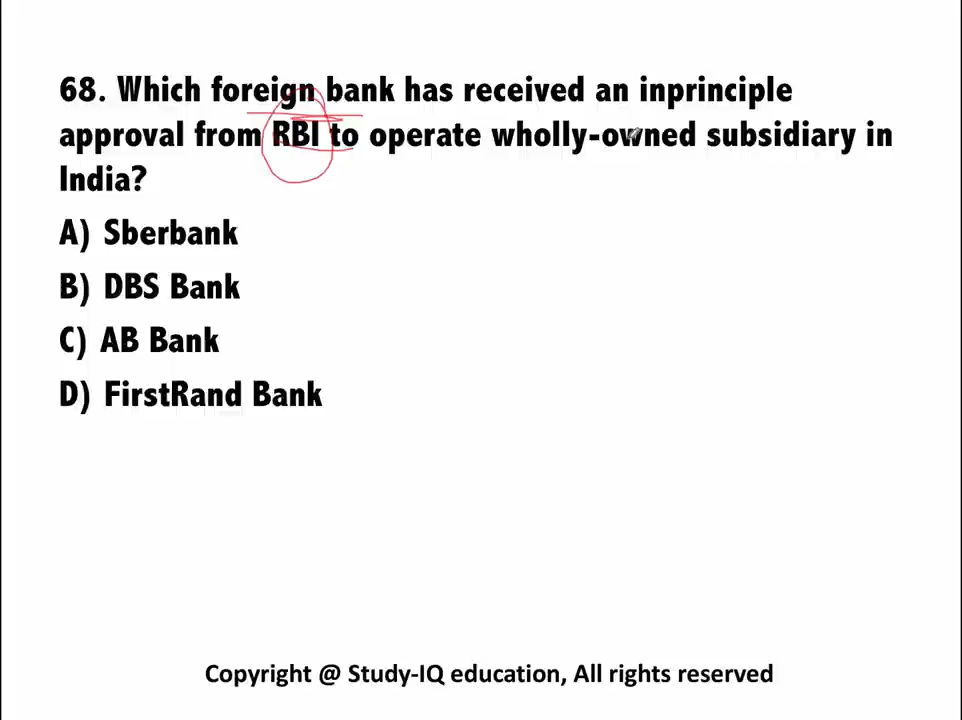 68. Which foreign bank has received an inprinciple
approval from RBI to operate wholly-owned subsidiary in
India?
A) Sberbank
B) DBS Bank
C) AB Bank
D) FirstRand Bank
Copyright @ Study-IQ education, All rights reserved